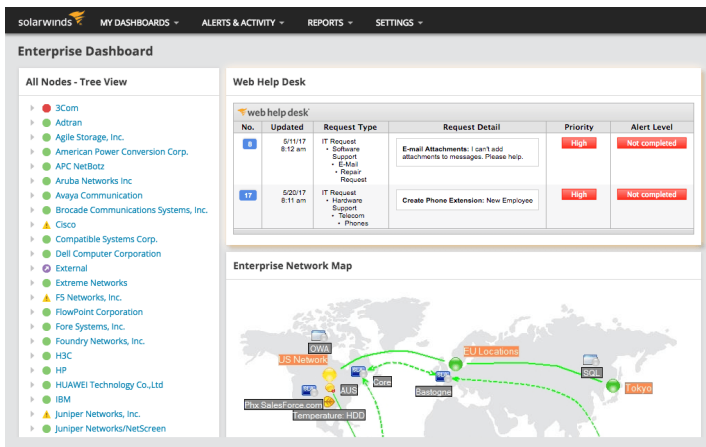 solarwinds MY DASHBOARDS ALERTS & ACTIVITY REPORTS SETTINGS
Enterprise Dashboard
All Nodes - Tree View
3Com
Adtran
Agile Storage, Inc.
American Power Conversion Corp.
APC NetBotz
Aruba Networks Inc
Avaya Communication
Brocade Communications Systems, Inc.
Cisco
Compatible Systems Corp.
Dell Computer Corporation
External
Extreme Networks
F5 Networks, Inc.
FlowPoint Corporation
Fore Systems, Inc.
Foundry Networks, Inc.
H3C
HP
HUAWEI Technology Co.,Ltd
IBM
Juniper Networks, Inc.
Juniper Networks/NetScreen
Web Help Desk
web help desk
No. Updated Request Type Request Detail Priority Alert Level
8 5/11/17 IT Request E-mail Attachments: I can't add High Not completed
8:12 am • Software attachments to messages. Please help.
Support
• E-Mail
• Repair
Request
17 5/20/17 IT Request Create Phone Extension: New Employee High Not completed
8:11 am • Hardware
Support
• Telecom
• Phones
Enterprise Network Map
OWA
US Network
EU Locations
SQL
Core
AUS
Bastogne
Tokyo
Phx SalesForce.com
Temperature: HDD